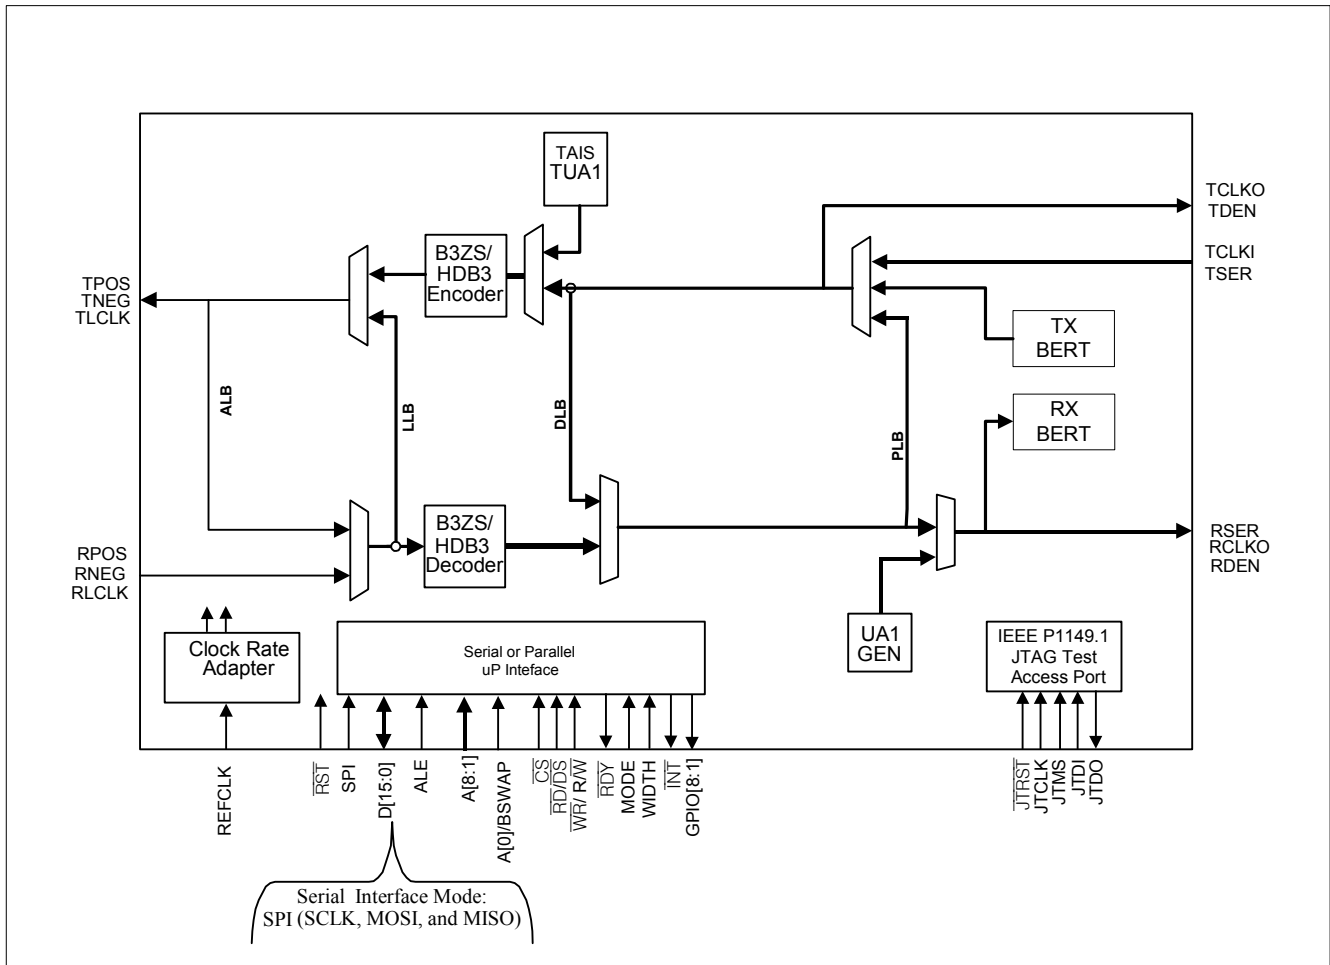 TAIS
TUA1
TCLKO
TDEN
B3ZS/
HDB3
Encoder
TCLKI
TSER
TPOS
TNEG
TLCLK
TX
BERT
ALB
LLB
DLB
PLB
RX
BERT
B3ZS/
HDB3
Decoder
RPOS
RNEG
RLCLK
RSER
RCLKO
RDEN
Clock Rate
Adapter
Serial or Parallel
uP Inteface
UA1
GEN
IEEE P1149.1
JTAG Test
Access Port
REFCLK
RST
SPI
D[15:0]
ALE
A[8:1]
A[0]/BSWAP
CS
RD/DS
WR/ R/W
RDY
MODE
WIDTH
INT
GPIO[8:1]
JTRST
JTCLK
JTMS
JTDI
JTDO
Serial Interface Mode:
SPI (SCLK, MOSI, and MISO)